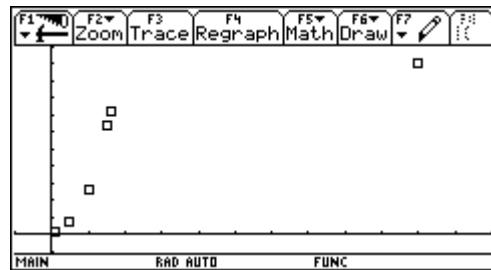 F1 F2 F3 F4 F5 F6 F7
Zoom Trace Regraph Math Draw
MAIN RAD AUTO FUNC